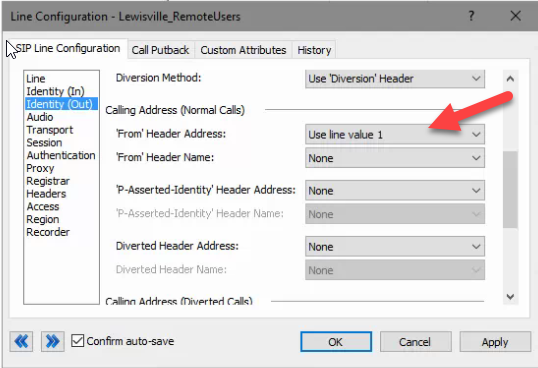 Line Configuration - Lewisville_RemoteUsers ? ×
SIP Line Configuration Call Putback Custom Attributes History
Line
Identity (In)
Identity (Out)
Audio
Transport
Session
Authentication
Proxy
Registrar
Headers
Access
Region
Recorder
Diversion Method: Use 'Diversion' Header
Calling Address (Normal Calls)
'From' Header Address: Use line value 1
'From' Header Name: None
'P-Asserted-Identity' Header Address: None
'P-Asserted-Identity' Header Name: None
Diverted Header Address: None
Diverted Header Name: None
Calling Address (Diverted Calls)
Confirm auto-save OK Cancel Apply